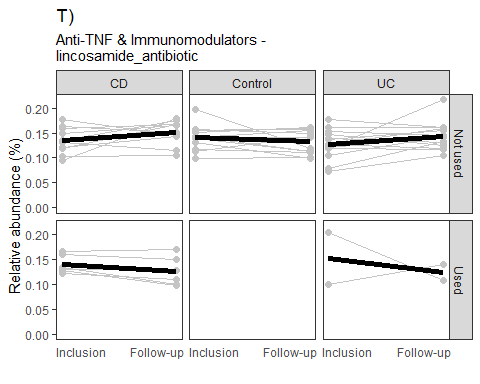 T)
Anti-TNF & Immunomodulators -
lincosamide_antibiotic
CD
Control
UC
Relative abundance (%)
0.20
0.15
0.10
0.05
0.00
Not used
0.20
0.15
0.10
0.05
0.00
Used
Inclusion
Follow-up
Inclusion
Follow-up
Inclusion
Follow-up